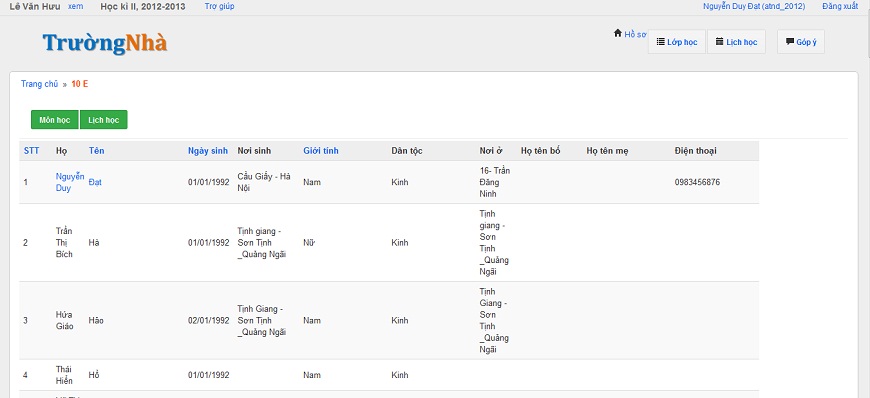 Lê Văn Hưu xem Học kì II, 2012-2013 Trợ giúp Nguyễn Duy Đạt (atnd_2012) Đăng xuất
TrườngNhà Hồ sơ Lớp học Lịch học Góp ý
Trang chủ » 10 E
Môn học Lịch học
STT Họ Tên Ngày sinh Nơi sinh Giới tính Dân tộc Nơi ở Họ tên bố Họ tên mẹ Điện thoại
1 Nguyễn Duy Đạt 01/01/1992 Cầu Giấy - Hà Nội Nam Kinh 16- Trần Đăng Ninh 0983456876
2 Trần Thị Bích Hà 01/01/1992 Tịnh giang - Sơn Tịnh _Quảng Ngãi Nữ Kinh Tịnh giang - Sơn Tịnh _Quảng Ngãi
3 Hứa Giáo Hảo 02/01/1992 Tịnh Giang - Sơn Tịnh _Quảng Ngãi Nam Kinh Tịnh Giang - Sơn Tịnh _Quảng Ngãi
4 Thái Hiển Hổ 01/01/1992 Nam Kinh